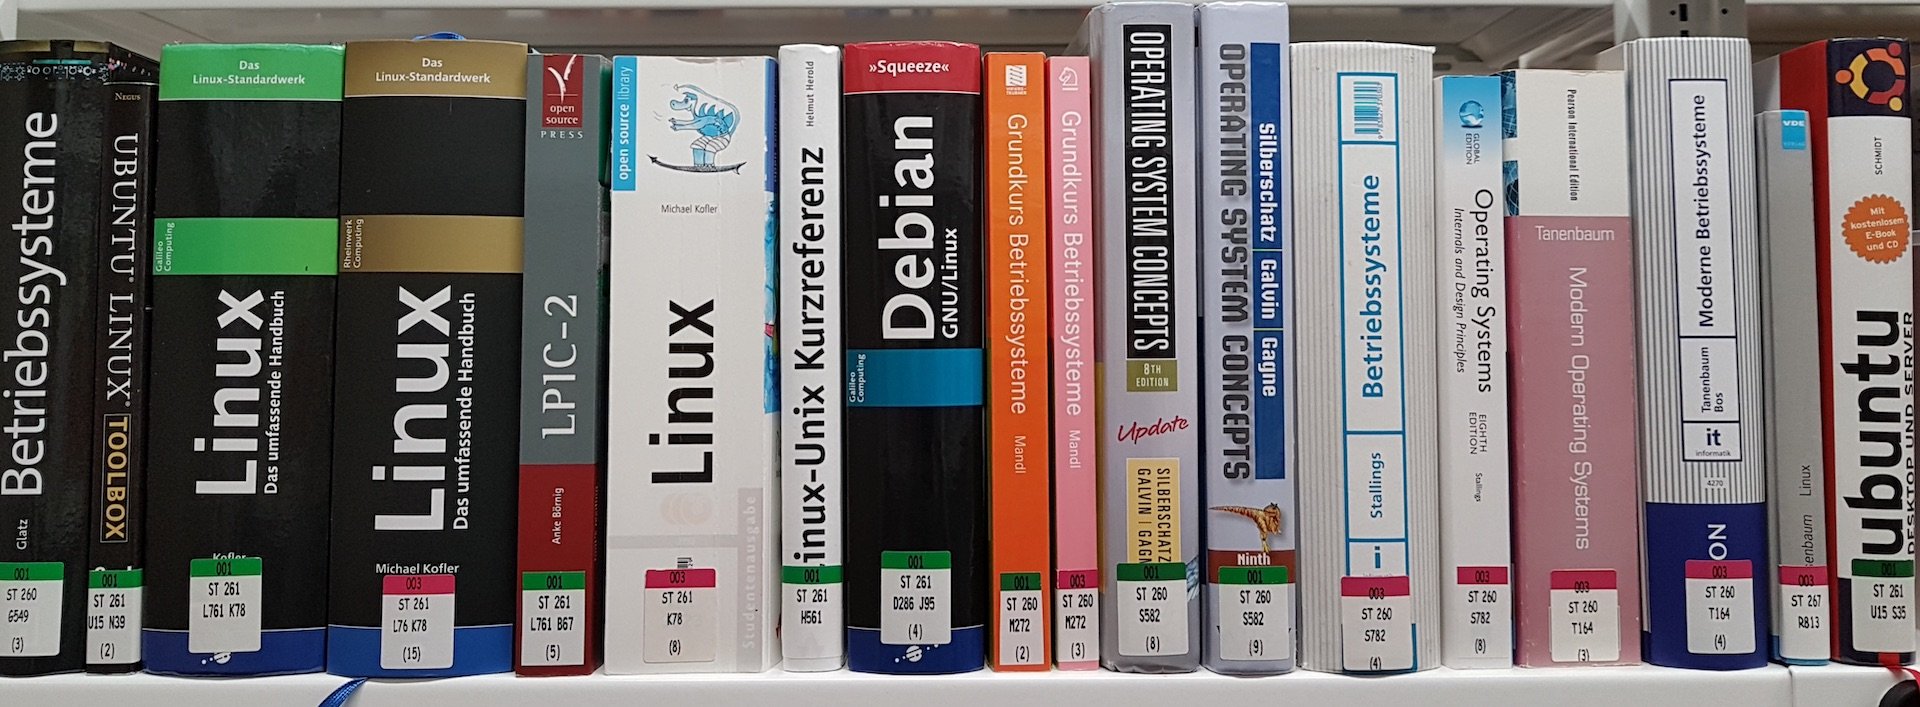 Betriebssysteme
Glatz
001
ST 260
G549
(3)
NEGUS
UBUNTU LINUX
TOOLBOX
001
ST 261
U15 N39
(2)
Das
Linux-Standardwerk
Galileo
Computing
Linux
Das umfassende Handbuch
Kofler
001
ST 261
L761 K78
Das
Linux-Standardwerk
Rheinwerk
Computing
Linux
Das umfassende Handbuch
Michael Kofler
003
ST 261
L76 K78
(15)
open
source
PRESS
LPIC-2
Anke Börnig
001
ST 261
L761 B67
(5)
open source library
Michael Kofler
Linux
Studentenausgabe
003
ST 261
K78
(8)
Helmut Herold
Linux-Unix Kurzreferenz
001
ST 261
H561
»Squeeze«
Debian
GNU/Linux
Galileo
Computing
001
ST 261
D286 J95
(4)
Grundkurs Betriebssysteme
Mandl
001
ST 260
M272
(2)
Grundkurs Betriebssysteme
Mandl
003
ST 260
M272
(3)
OPERATING SYSTEM CONCEPTS
8TH
EDITION
Update
SILBERSCHATZ
GALVIN | GAGN
001
ST 260
S582
(8)
OPERATING SYSTEM CONCEPTS
Silberschatz Galvin Gagne
Ninth
001
ST 260
S582
(9)
Betriebssysteme
Stallings
003
ST 260
S782
(4)
GLOBAL
EDITION
Operating Systems
Internals and Design Principles
EIGHTH
EDITION
Stallings
003
ST 260
S782
(8)
Pearson International Edition
Tanenbaum
Modern Operating Systems
003
ST 260
T164
(3)
Moderne Betriebssysteme
Tanenbaum
Bos
it
informatik
4270
ON
003
ST 260
T164
(4)
VDE
VERLAG
Linux
enbaum
003
ST 267
R813
SCHMIDT
Mit
kostenlosem
E-Book
und CD
ubuntu
DESKTOP UND SERVER
001
ST 261
U15 S35